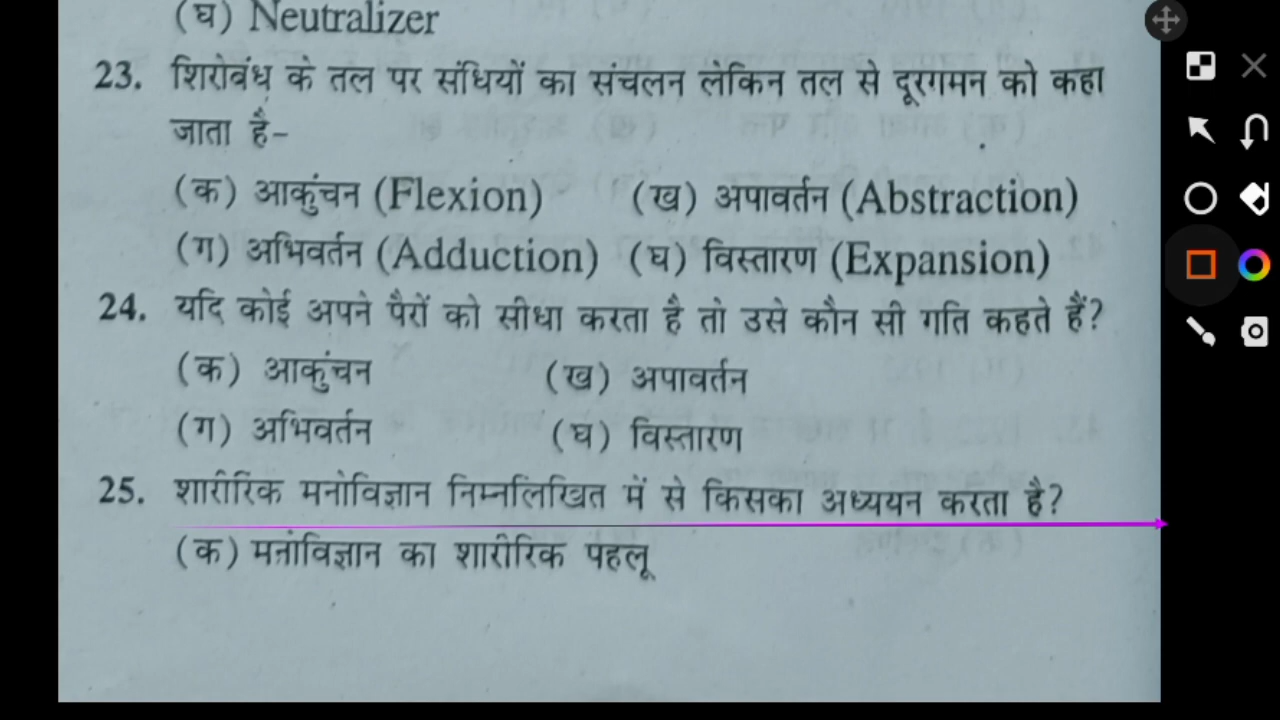 (घ) Neutralizer
23. शिरोबंध के तल पर संधियों का संचलन लेकिन तल से दूरगमन को कहा
जाता है-
(क) आकुंचन (Flexion) (ख) अपावर्तन (Abstraction)
(ग) अभिवर्तन (Adduction) (घ) विस्तारण (Expansion)
24. यदि कोई अपने पैरों को सीधा करता है तो उसे कौन सी गति कहते हैं?
(क) आकुंचन (ख) अपावर्तन
(ग) अभिवर्तन (घ) विस्तारण
25. शारीरिक मनोविज्ञान निम्नलिखित में से किसका अध्ययन करता है?
(क) मनोविज्ञान का शारीरिक पहलू